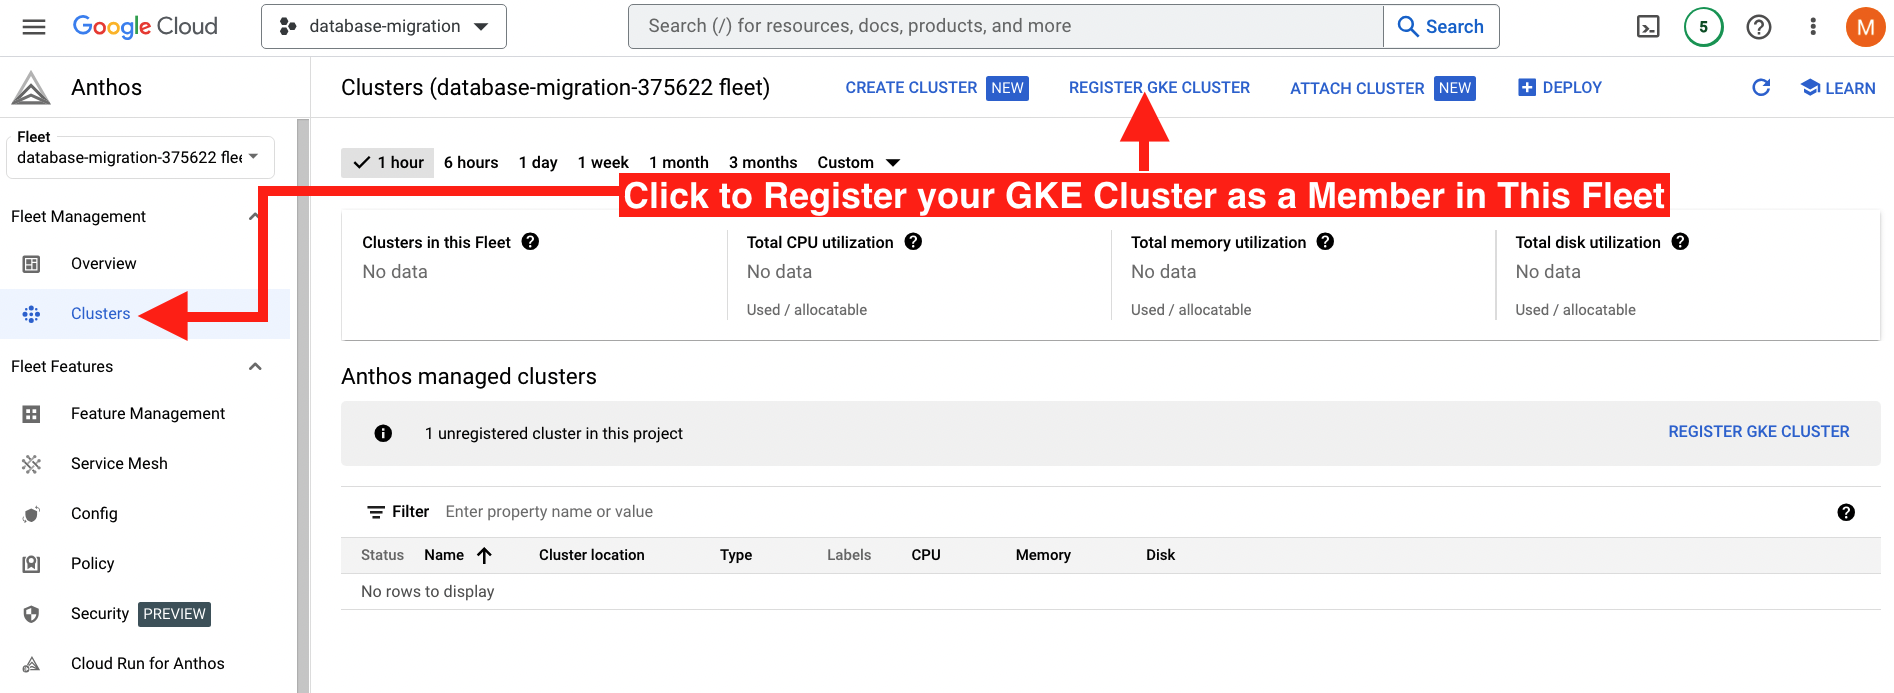 Google Cloud
database-migration
Search (/) for resources, docs, products, and more
Search
5
M
Anthos
Clusters (database-migration-375622 fleet)
CREATE CLUSTER NEW
REGISTER GKE CLUSTER
ATTACH CLUSTER NEW
DEPLOY
LEARN
Fleet
database-migration-375622 flee
1 hour
6 hours
1 day
1 week
1 month
3 months
Custom
Click to Register your GKE Cluster as a Member in This Fleet
Fleet Management
Overview
Clusters
Fleet Features
Feature Management
Service Mesh
Config
Policy
Security PREVIEW
Cloud Run for Anthos
Clusters in this Fleet
No data
Total CPU utilization
No data
Used / allocatable
Total memory utilization
No data
Used / allocatable
Total disk utilization
No data
Used / allocatable
Anthos managed clusters
1 unregistered cluster in this project
REGISTER GKE CLUSTER
Filter Enter property name or value
Status Name Cluster location Type Labels CPU Memory Disk
No rows to display